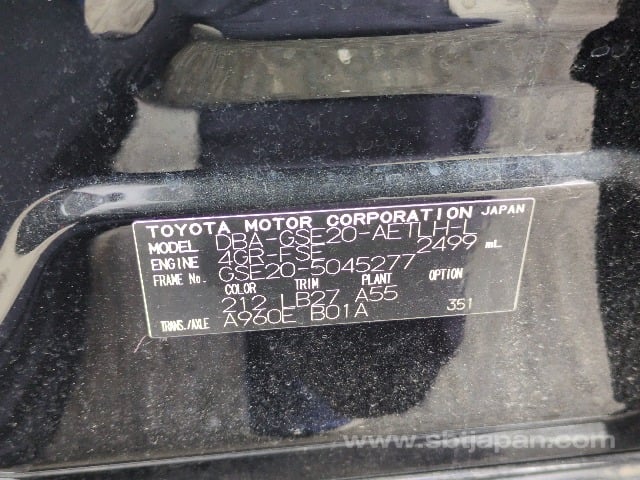 TOYOTA MOTOR CORPORATION JAPAN
MODEL DBA-GSE20-AETLH-L
ENGINE 4GR-FSE 2499 mL
FRAME No. GSE20-5045277
COLOR TRIM PLANT OPTION
212 LB27 A55
TRANS./AXLE A960E B01A 351
www.sbtjapan.com